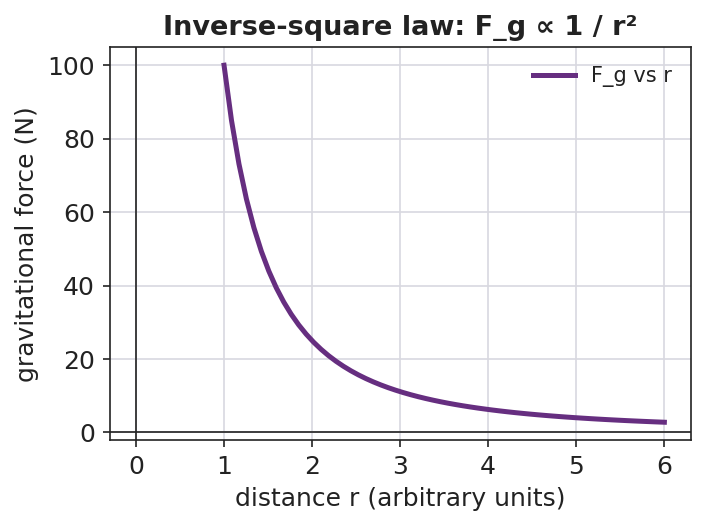 Inverse-square law: F_g ∝ 1 / r²
F_g vs r
gravitational force (N)
100
80
60
40
20
0
0 1 2 3 4 5 6
distance r (arbitrary units)